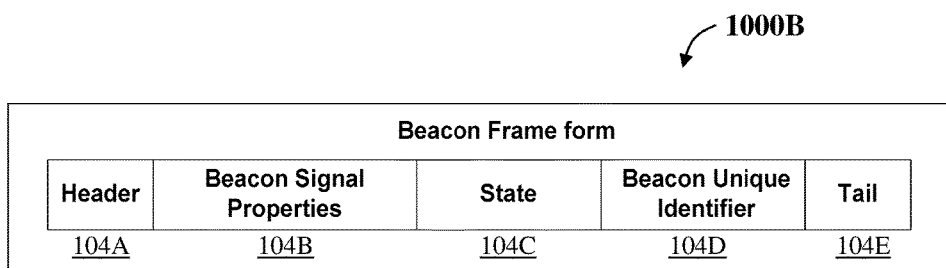 1000B
Beacon Frame form
Header
Beacon Signal
Properties
State
Beacon Unique
Identifier
Tail
104A
104B
104C
104D
104E